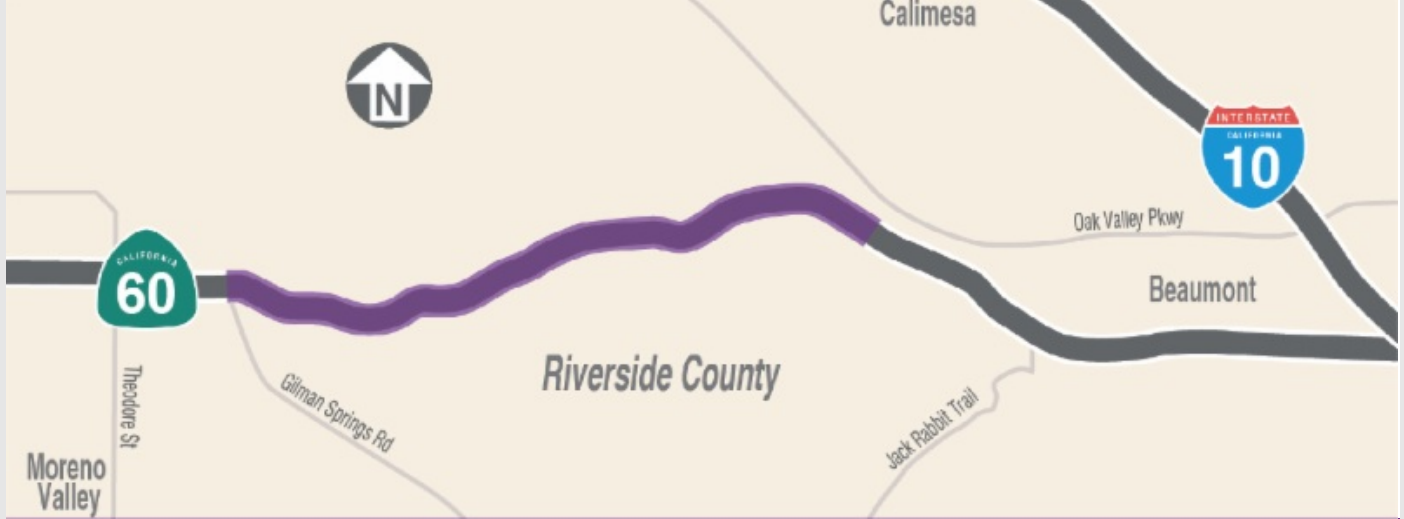 Calimesa
N
INTERSTATE
CALIFORNIA
10
Oak Valley Pkwy
CALIFORNIA
60
Beaumont
Riverside County
Theodore St
Gilman Springs Rd
Jack Rabbit Trail
Moreno
Valley